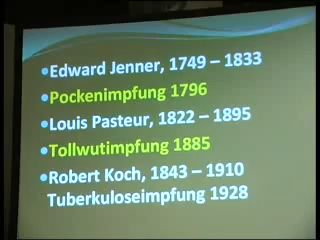 •Edward Jenner, 1749 – 1833
•Pockenimpfung 1796
•Louis Pasteur, 1822 – 1895
•Tollwutimpfung 1885
•Robert Koch, 1843 – 1910
Tuberkuloseimpfung 1928